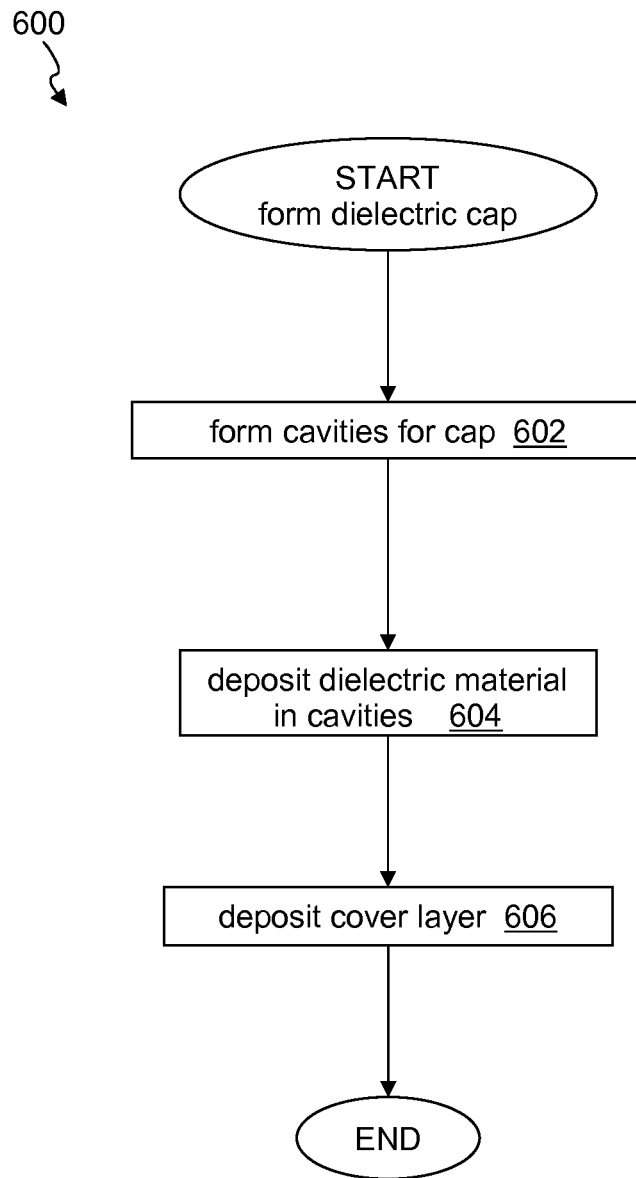 600
START
form dielectric cap
form cavities for cap 602
deposit dielectric material
in cavities 604
deposit cover layer 606
END